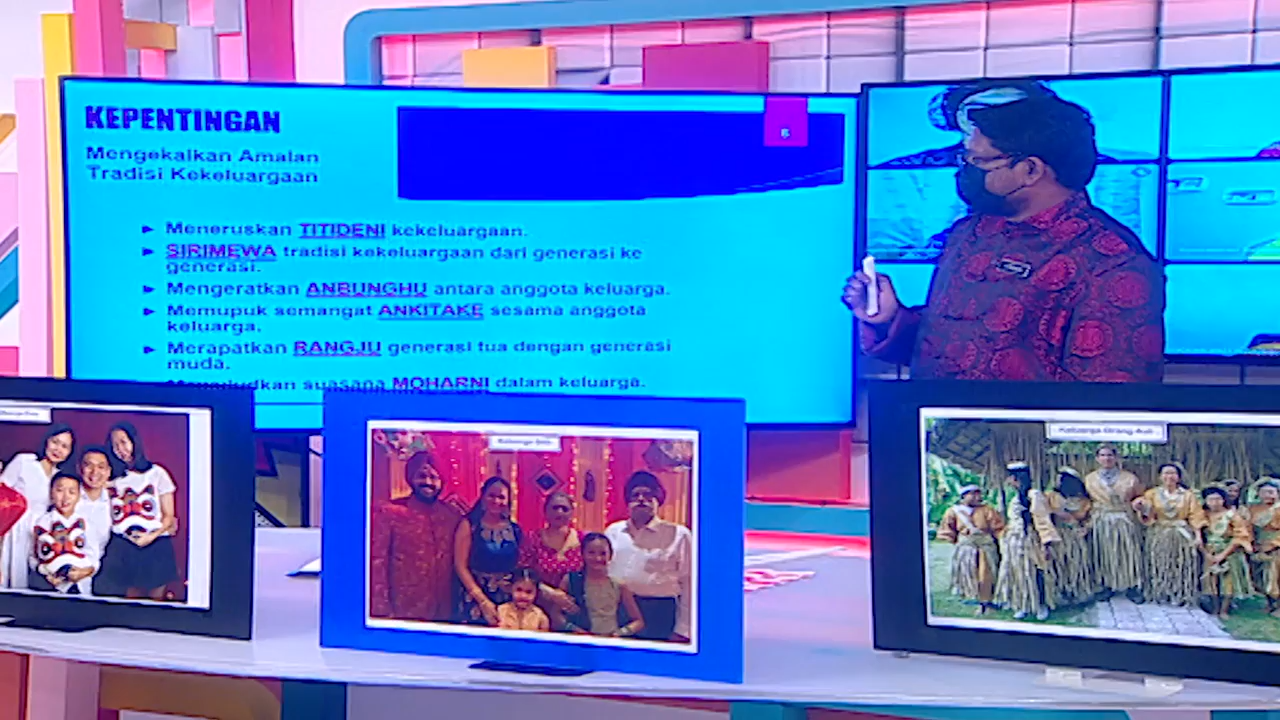 KEPENTINGAN
6
Mengekalkan Amalan
Tradisi Kekeluargaan
► Meneruskan TITIDENI kekeluargaan.
► SIRIMEWA tradisi kekeluargaan dari generasi ke
generasi.
► Mengeratkan ANBUNGHU antara anggota keluarga.
► Memupuk semangat ANKITAKE sesama anggota
keluarga.
► Merapatkan RANGJU generasi tua dengan generasi
muda.
suasana MOHARNI dalam keluarga.
Keluarga Orang Asli